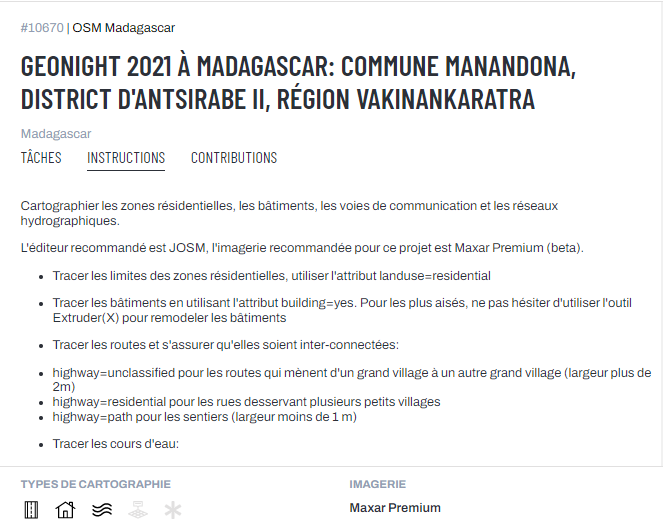 #10670 | OSM Madagascar
GEONIGHT 2021 À MADAGASCAR: COMMUNE MANANDONA,
DISTRICT D'ANTSIRABE II, RÉGION VAKINANKARATRA
Madagascar
TÂCHES INSTRUCTIONS CONTRIBUTIONS
Cartographier les zones résidentielles, les bâtiments, les voies de communication et les réseaux
hydrographiques.
L'éditeur recommandé est JOSM, l'imagerie recommandée pour ce projet est Maxar Premium (beta).
• Tracer les limites des zones résidentielles, utiliser l'attribut landuse=residential
• Tracer les bâtiments en utilisant l'attribut building=yes. Pour les plus aisés, ne pas hésiter d'utiliser l'outil
Extruder(X) pour remodeler les bâtiments
• Tracer les routes et s'assurer qu'elles soient inter-connectées:
• highway=unclassified pour les routes qui mènent d'un grand village à un autre grand village (largeur plus de
2m)
• highway=residential pour les rues desservant plusieurs petits villages
• highway=path pour les sentiers (largeur moins de 1 m)
• Tracer les cours d'eau:
TYPES DE CARTOGRAPHIE IMAGERIE
Maxar Premium